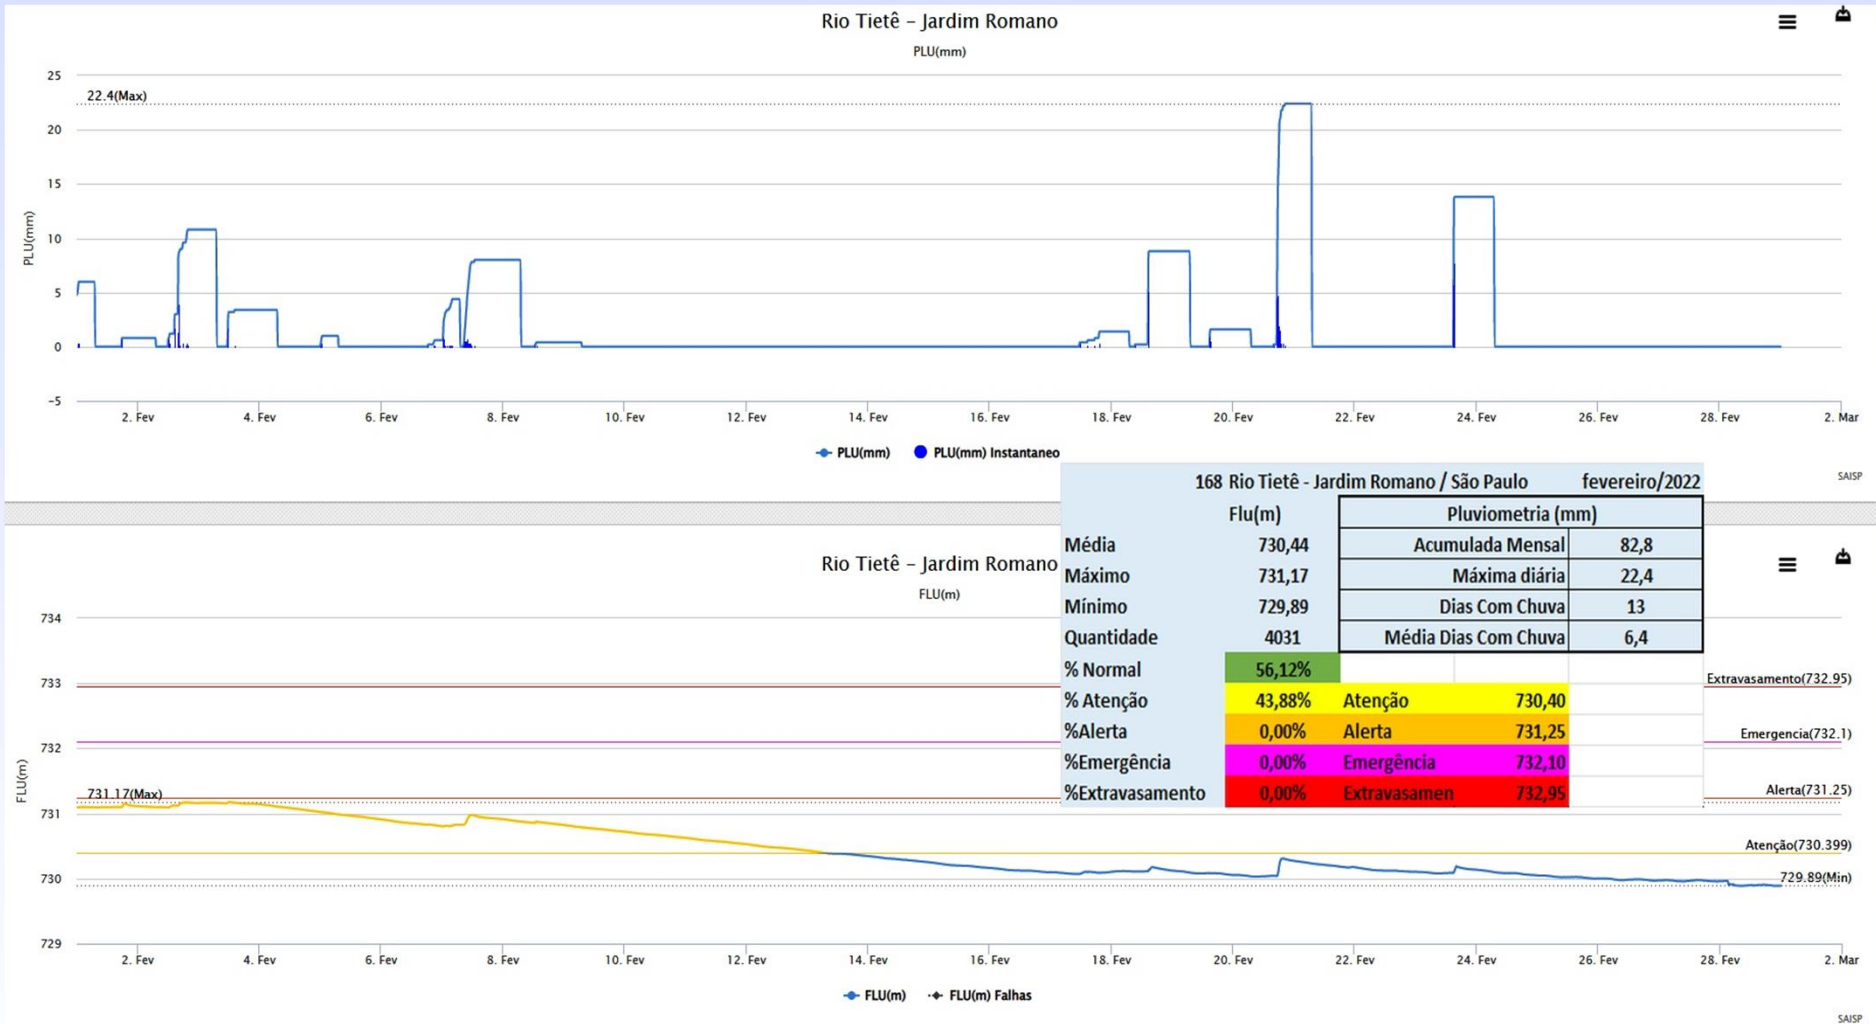 Rio Tietê – Jardim Romano
PLU(mm)
25
22.4(Max)
20
15
10
5
0
−5
PLU(mm)
2. Fev 4. Fev 6. Fev 8. Fev 10. Fev 12. Fev 14. Fev 16. Fev 18. Fev 20. Fev 22. Fev 24. Fev 26. Fev 28. Fev 2. Mar
PLU(mm) PLU(mm) Instantaneo
SAISP
168 Rio Tietê - Jardim Romano / São Paulo fevereiro/2022
Flu(m) Pluviometria (mm)
Média 730,44 Acumulada Mensal 82,8
Máximo 731,17 Máxima diária 22,4
Mínimo 729,89 Dias Com Chuva 13
Quantidade 4031 Média Dias Com Chuva 6,4
% Normal 56,12%
% Atenção 43,88% Atenção 730,40
%Alerta 0,00% Alerta 731,25
%Emergência 0,00% Emergência 732,10
%Extravasamento 0,00% Extravasamen 732,95
Rio Tietê – Jardim Romano
FLU(m)
734
733
Extravasamento(732.95)
732
Emergencia(732.1)
731.17(Max)
Alerta(731.25)
731
Atenção(730.399)
730
729.89(Min)
729
FLU(m)
2. Fev 4. Fev 6. Fev 8. Fev 10. Fev 12. Fev 14. Fev 16. Fev 18. Fev 20. Fev 22. Fev 24. Fev 26. Fev 28. Fev 2. Mar
FLU(m) FLU(m) Falhas
SAISP